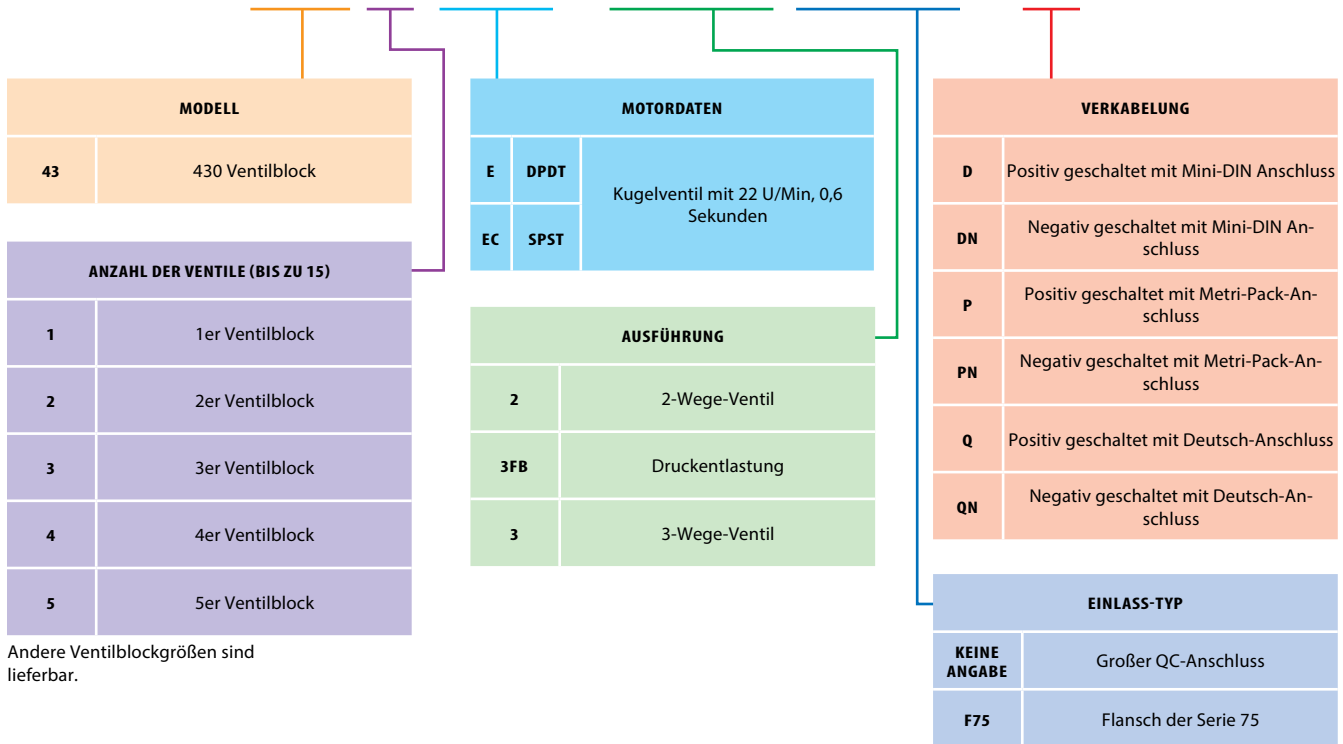 MODELL
43 430 Ventilblock
ANZAHL DER VENTILE (BIS ZU 15)
1 1er Ventilblock
2 2er Ventilblock
3 3er Ventilblock
4 4er Ventilblock
5 5er Ventilblock
Andere Ventilblockgrößen sind
lieferbar.
MOTORDATEN
E DPDT
EC SPST
Kugelventil mit 22 U/Min, 0,6
Sekunden
AUSFÜHRUNG
2 2-Wege-Ventil
3FB Druckentlastung
3 3-Wege-Ventil
VERKABELUNG
D Positiv geschaltet mit Mini-DIN Anschluss
DN Negativ geschaltet mit Mini-DIN An-
schluss
P Positiv geschaltet mit Metri-Pack-An-
schluss
PN Negativ geschaltet mit Metri-Pack-An-
schluss
Q Positiv geschaltet mit Deutsch-Anschluss
QN Negativ geschaltet mit Deutsch-An-
schluss
EINLASS-TYP
KEINE
ANGABE Großer QC-Anschluss
F75 Flansch der Serie 75